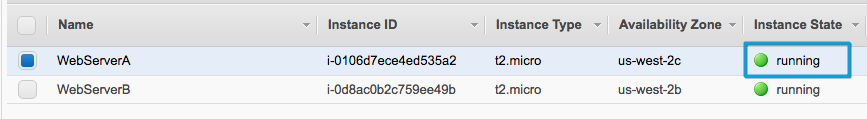 Name Instance ID Instance Type Availability Zone Instance State
WebServerA i-0106d7ece4ed535a2 t2.micro us-west-2c running
WebServerB i-0d8ac0b2c759ee49b t2.micro us-west-2b running